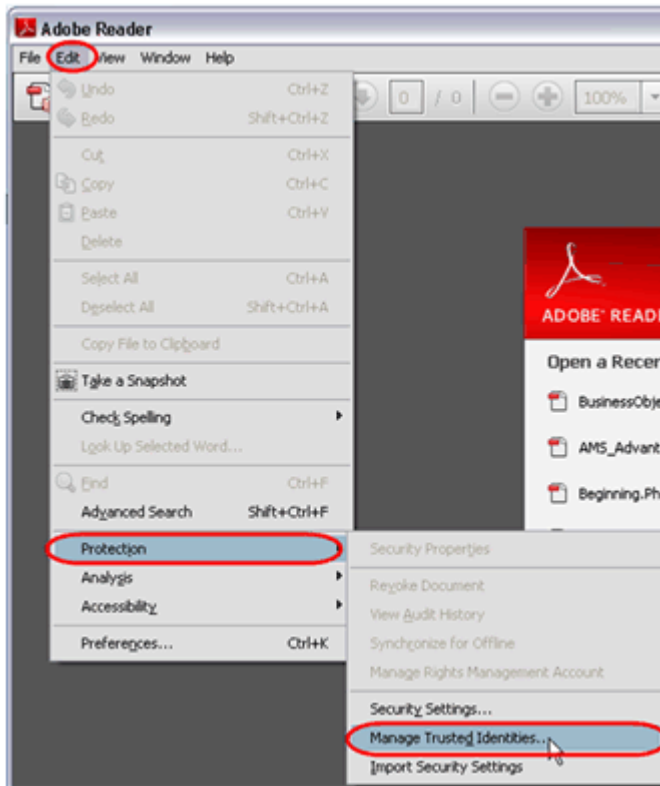 Adobe Reader
File Edit View Window Help
0 / 0 100%
Undo Ctrl+Z
Redo Shift+Ctrl+Z
Cut Ctrl+X
Copy Ctrl+C
Paste Ctrl+V
Delete
Select All Ctrl+A
Deselect All Shift+Ctrl+A
Copy File to Clipboard
Take a Snapshot
Check Spelling
Look Up Selected Word...
Find Ctrl+F
Advanced Search Shift+Ctrl+F
Protection
Analysis
Accessibility
Preferences... Ctrl+K
ADOBE® READ
Open a Recen
BusinessObje
AMS_Advant
Beginning.Ph
Security Properties
Revoke Document
View Audit History
Synchronize for Offline
Manage Rights Management Account
Security Settings...
Manage Trusted Identities...
Import Security Settings